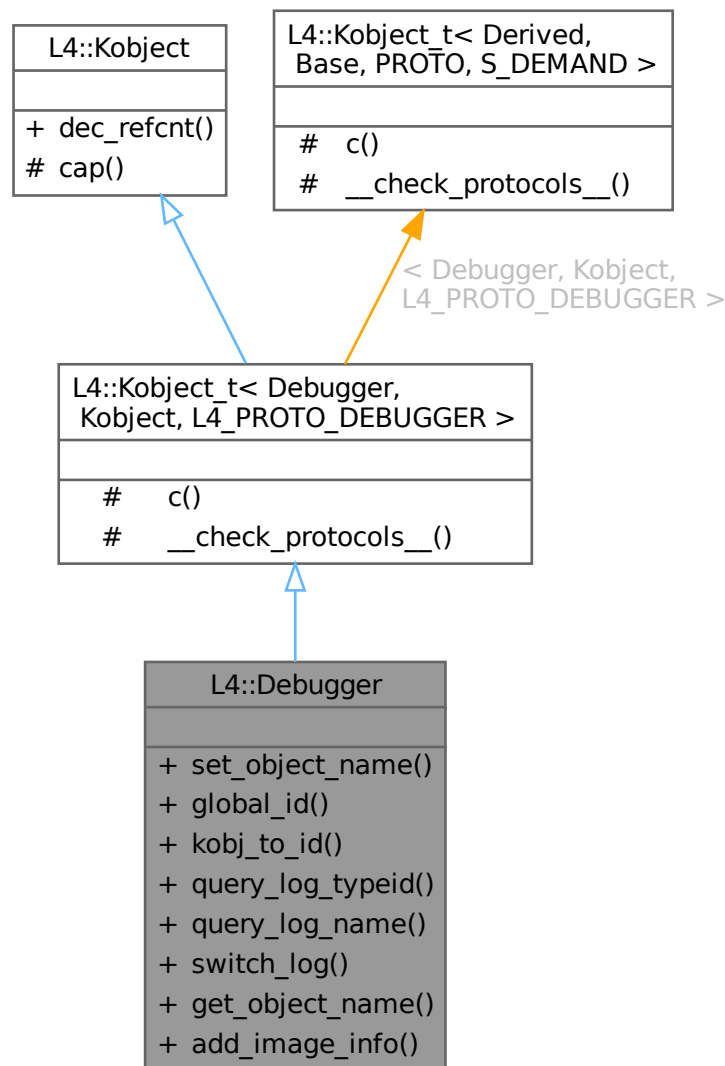 L4::Kobject
+ dec_refcnt()
# cap()
L4::Kobject_t< Derived,
Base, PROTO, S_DEMAND >
# c()
# __check_protocols__()
< Debugger, Kobject,
L4_PROTO_DEBUGGER >
L4::Kobject_t< Debugger,
Kobject, L4_PROTO_DEBUGGER >
# c()
# __check_protocols__()
L4::Debugger
+ set_object_name()
+ global_id()
+ kobj_to_id()
+ query_log_typeid()
+ query_log_name()
+ switch_log()
+ get_object_name()
+ add_image_info()